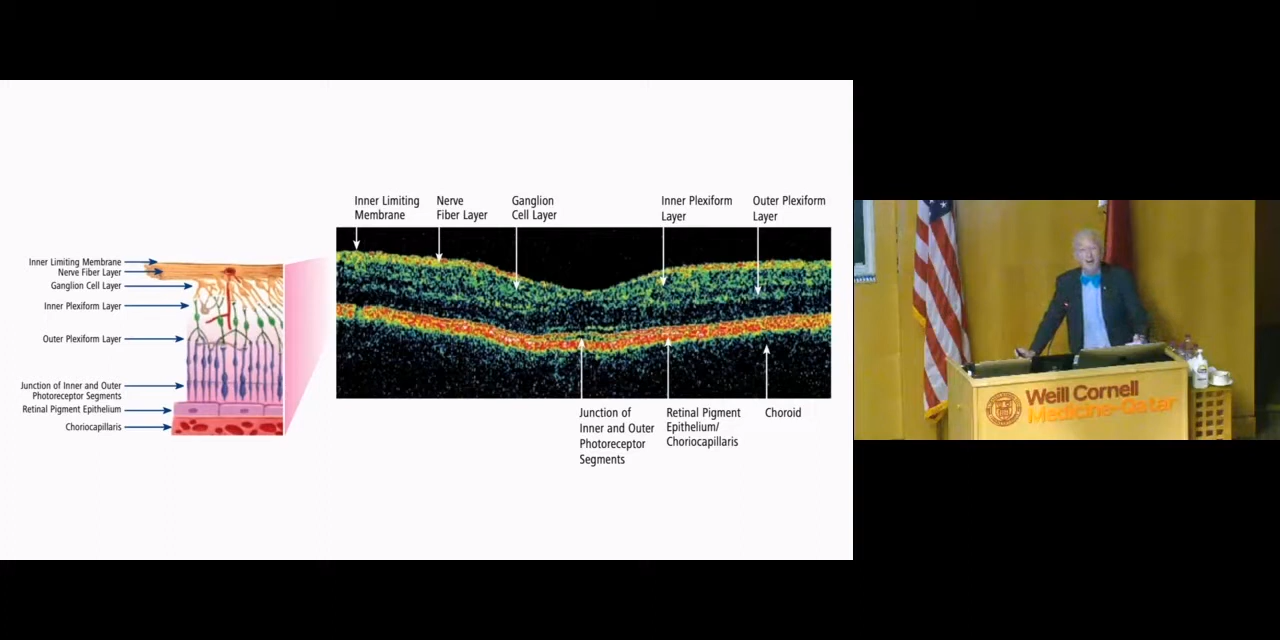 Inner Limiting
Membrane
Nerve
Fiber Layer
Ganglion
Cell Layer
Inner Plexiform
Layer
Outer Plexiform
Layer
Inner Limiting Membrane
Nerve Fiber Layer
Ganglion Cell Layer
Inner Plexiform Layer
Outer Plexiform Layer
Junction of Inner and Outer
Photoreceptor Segments
Retinal Pigment Epithelium
Choriocapillaris
Junction of
Inner and Outer
Photoreceptor
Segments
Retinal Pigment
Epithelium/
Choriocapillaris
Choroid
Weill Cornell
Medicine-Qatar